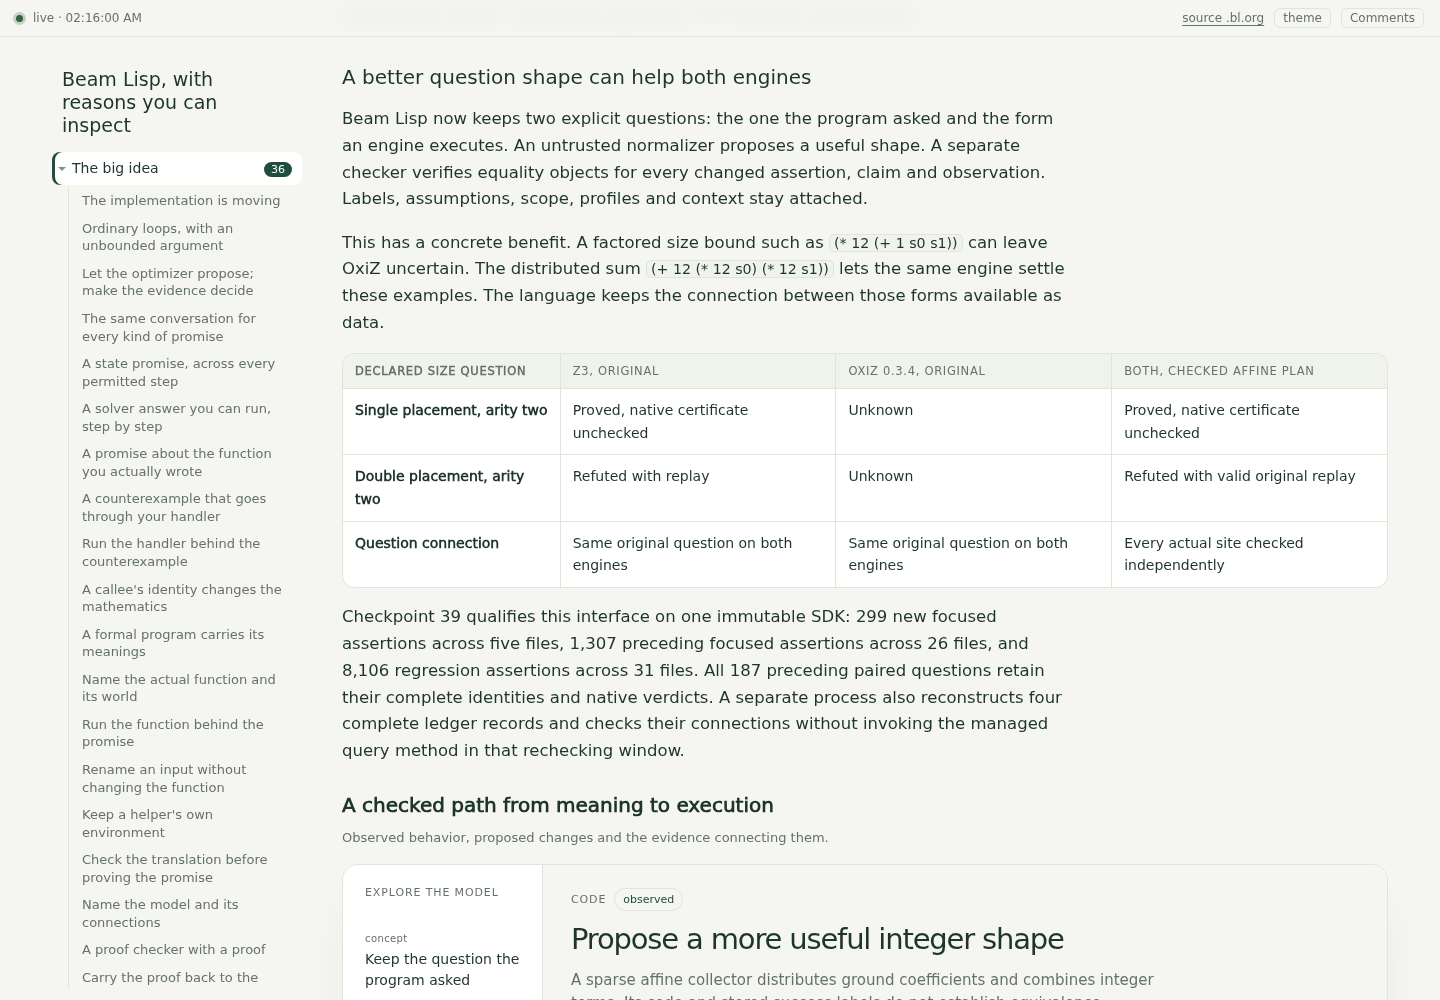 live · 02:16:00 AM
source .bl.org
theme
Comments
Beam Lisp, with
reasons you can
inspect
The big idea
36
The implementation is moving
Ordinary loops, with an
unbounded argument
Let the optimizer propose;
make the evidence decide
The same conversation for
every kind of promise
A state promise, across every
permitted step
A solver answer you can run,
step by step
A promise about the function
you actually wrote
A counterexample that goes
through your handler
Run the handler behind the
counterexample
A callee's identity changes the
mathematics
A formal program carries its
meanings
Name the actual function and
its world
Run the function behind the
promise
Rename an input without
changing the function
Keep a helper's own
environment
Check the translation before
proving the promise
Name the model and its
connections
A proof checker with a proof
Carry the proof back to the
A better question shape can help both engines
Beam Lisp now keeps two explicit questions: the one the program asked and the form
an engine executes. An untrusted normalizer proposes a useful shape. A separate
checker verifies equality objects for every changed assertion, claim and observation.
Labels, assumptions, scope, profiles and context stay attached.
This has a concrete benefit. A factored size bound such as (* 12 (+ 1 s0 s1)) can leave
OxiZ uncertain. The distributed sum (+ 12 (* 12 s0) (* 12 s1)) lets the same engine settle
these examples. The language keeps the connection between those forms available as
data.
DECLARED SIZE QUESTION
Z3, ORIGINAL
OXIZ 0.3.4, ORIGINAL
BOTH, CHECKED AFFINE PLAN
Single placement, arity two
Proved, native certificate
unchecked
Unknown
Proved, native certificate
unchecked
Double placement, arity
two
Refuted with replay
Unknown
Refuted with valid original replay
Question connection
Same original question on both
engines
Same original question on both
engines
Every actual site checked
independently
Checkpoint 39 qualifies this interface on one immutable SDK: 299 new focused
assertions across five files, 1,307 preceding focused assertions across 26 files, and
8,106 regression assertions across 31 files. All 187 preceding paired questions retain
their complete identities and native verdicts. A separate process also reconstructs four
complete ledger records and checks their connections without invoking the managed
query method in that rechecking window.
A checked path from meaning to execution
Observed behavior, proposed changes and the evidence connecting them.
EXPLORE THE MODEL
concept
Keep the question the
program asked
CODE
observed
Propose a more useful integer shape
A sparse affine collector distributes ground coefficients and combines integer
terms. Its code and stored success labels do not establish equivalence.